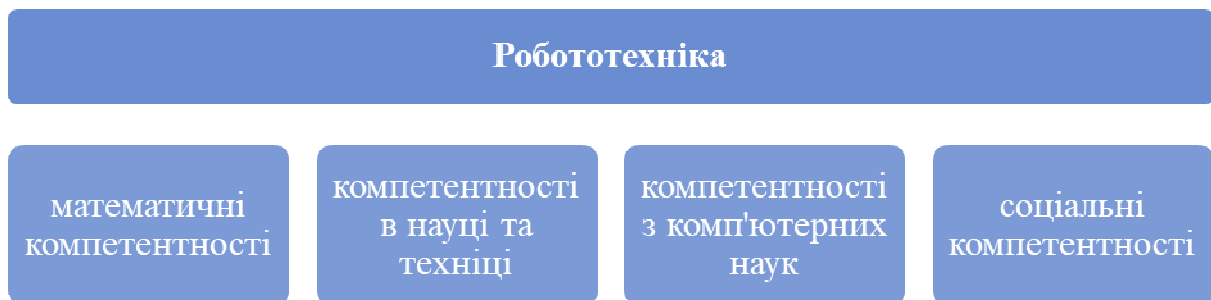 Робототехніка
математичні
компетентності
компетентності
в науці та
техніці
компетентності
з комп'ютерних
наук
соціальні
компетентності